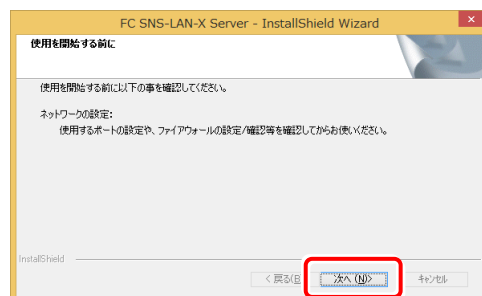 FC SNS-LAN-X Server - InstallShield Wizard
使用を開始する前に
使用を開始する前に以下の事を確認してください。
ネットワークの設定:
使用するポートの設定や、ファイアウォールの設定/確認等を確認してからお使いください。
InstallShield
< 戻る(B)
次へ (N)>
キャンセル